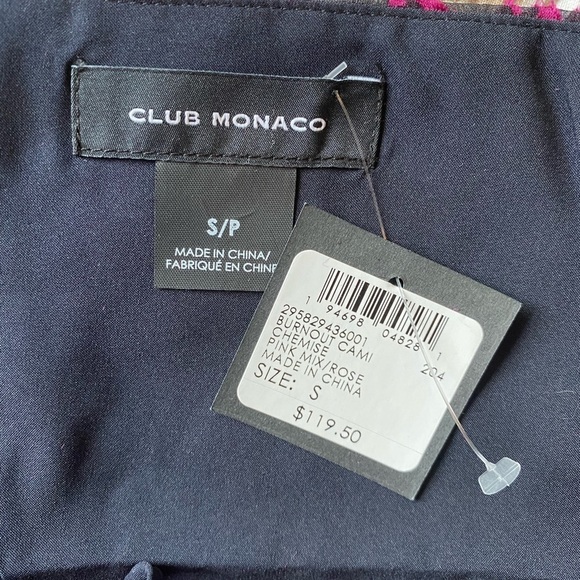 CLUB MONACO
S/P
MADE IN CHINA/
FABRIQUÉ EN CHINE
1 94698 04828 1
295829436001 204
BURNOUT CAMI
CHEMISE
PINK MIX/ROSE
MADE IN CHINA
SIZE: S
$119.50